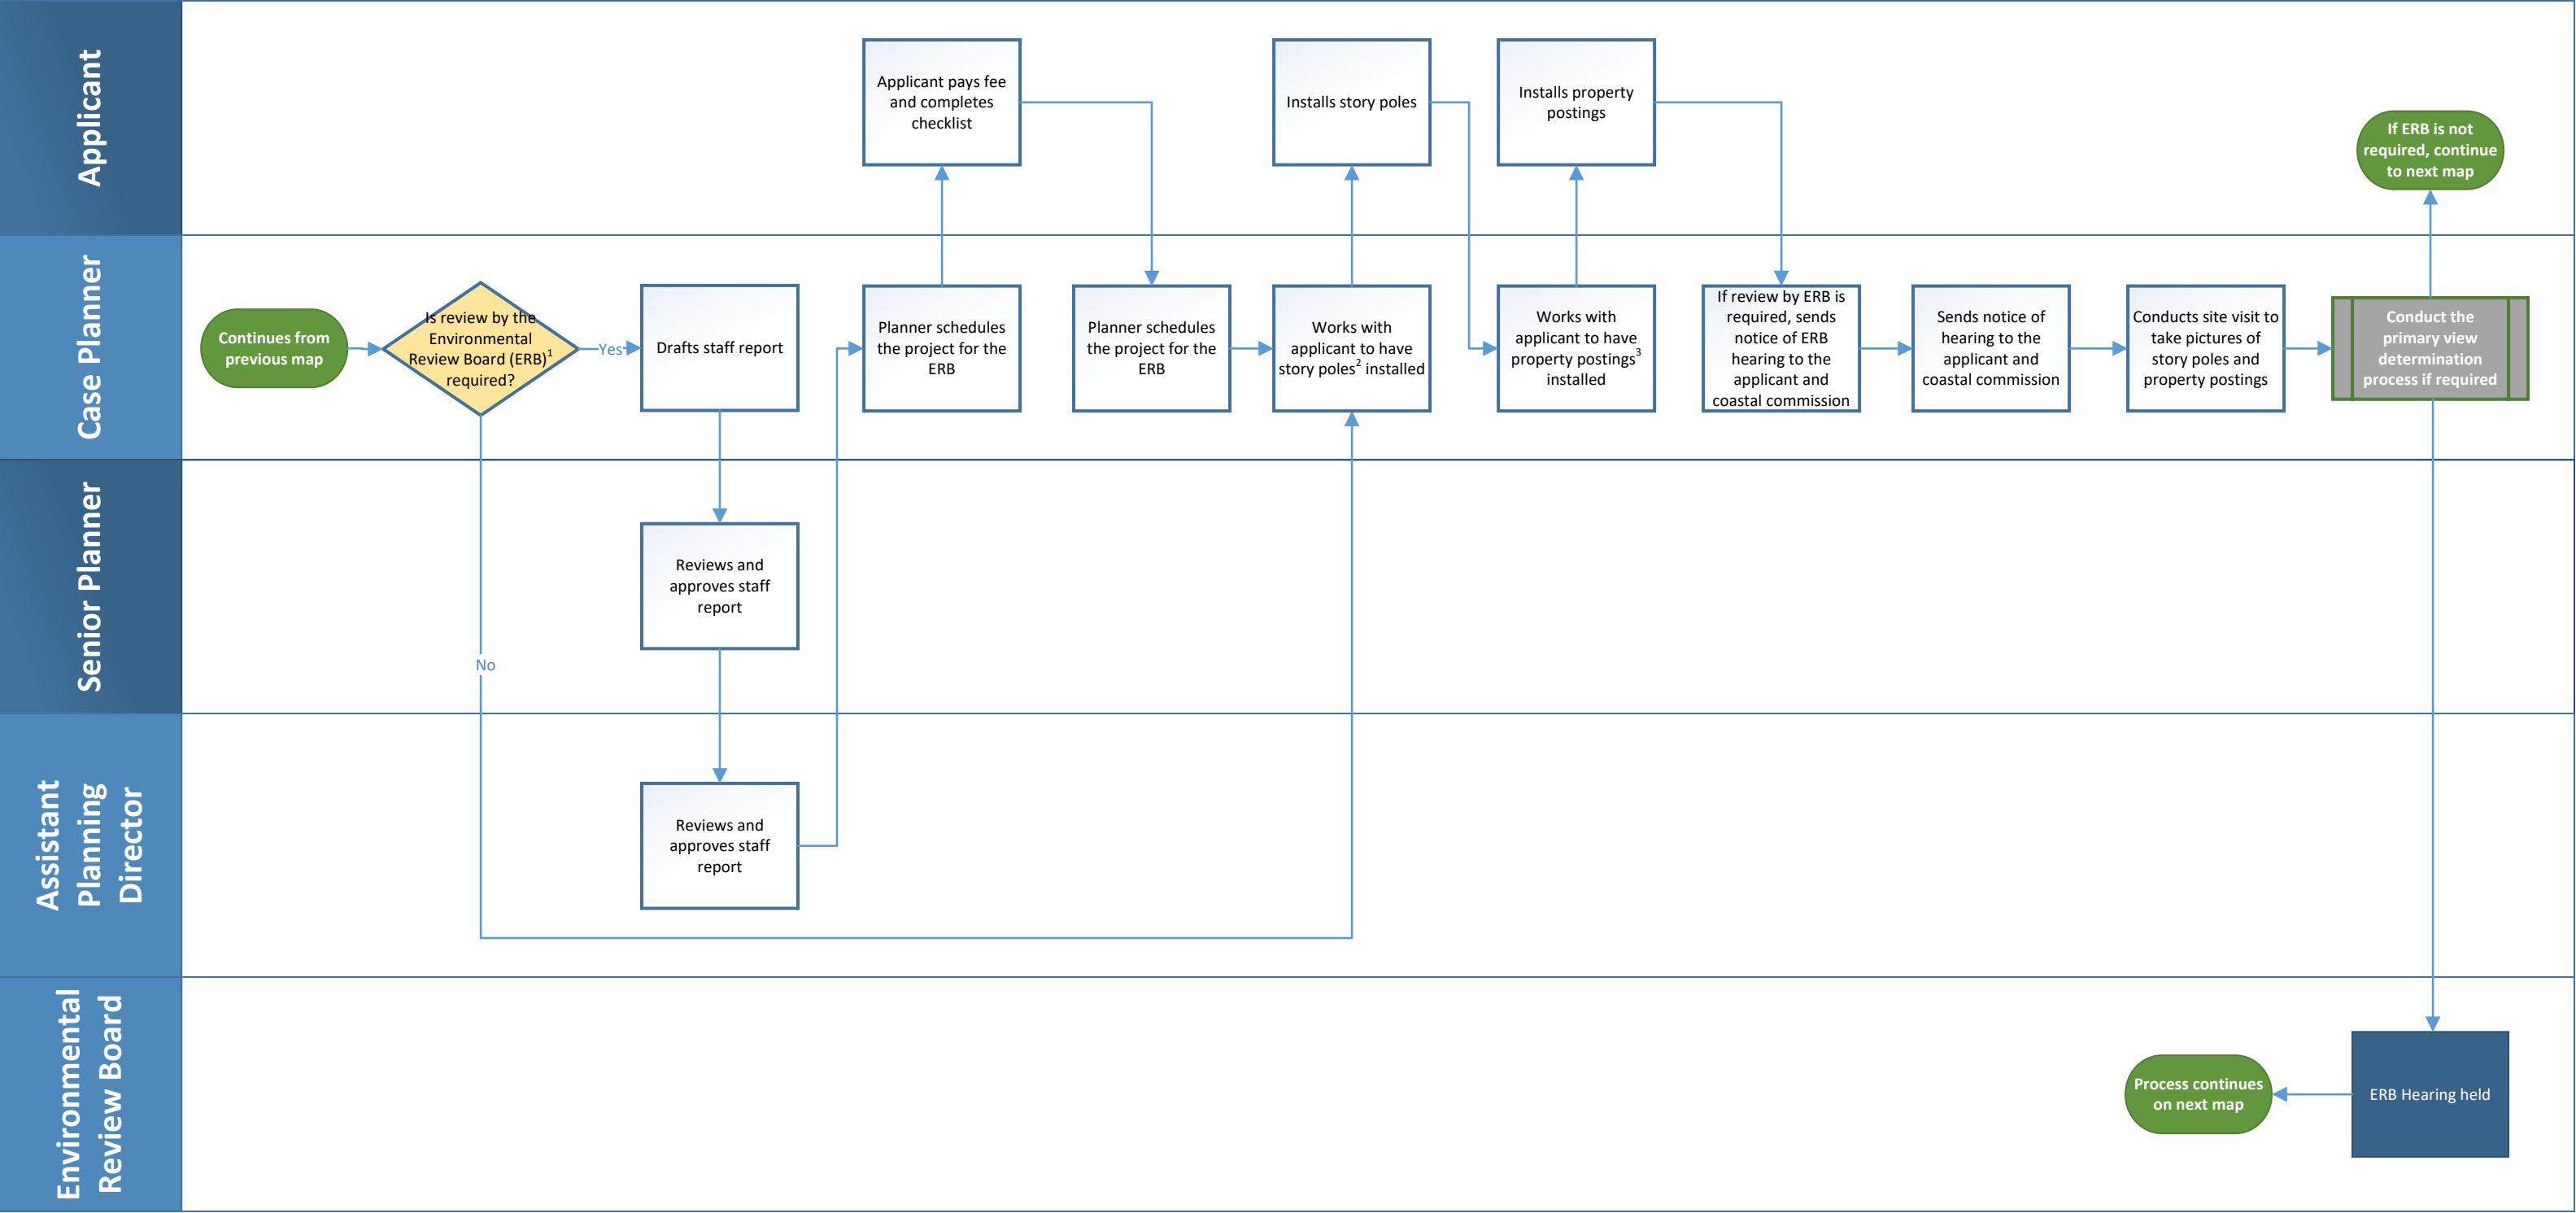 Applicant
Applicant pays fee
and completes
checklist
Installs story poles
Installs property
postings
If ERB is not
required, continue
to next map
Case Planner
Continues from
previous map
Is review by the
Environmental
Review Board (ERB)1
required?
Yes
Drafts staff report
Planner schedules
the project for the
ERB
Planner schedules
the project for the
ERB
Works with
applicant to have
story poles2 installed
Works with
applicant to have
property postings3
installed
If review by ERB is
required, sends
notice of ERB
hearing to the
applicant and
coastal commission
Sends notice of
hearing to the
applicant and
coastal commission
Conducts site visit to
take pictures of
story poles and
property postings
Conduct the
primary view
determination
process if required
Senior Planner
Reviews and
approves staff
report
No
Assistant
Planning
Director
Reviews and
approves staff
report
Environmental
Review Board
Process continues
on next map
ERB Hearing held